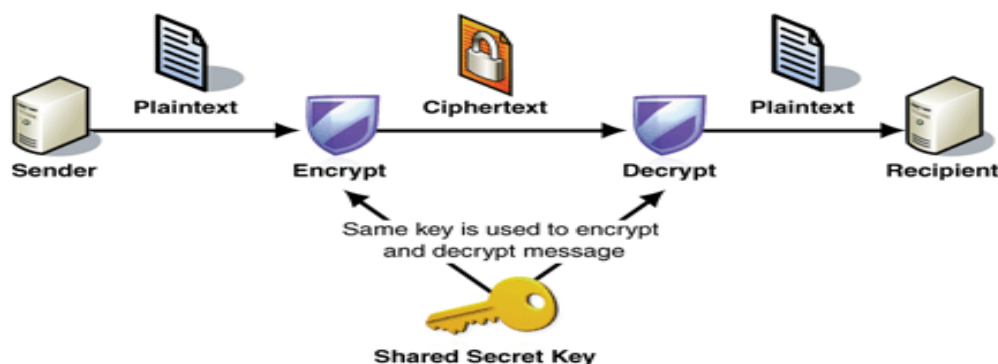 Plaintext
Ciphertext
Plaintext
Sender
Encrypt
Decrypt
Recipient
Same key is used to encrypt
and decrypt message
Shared Secret Key